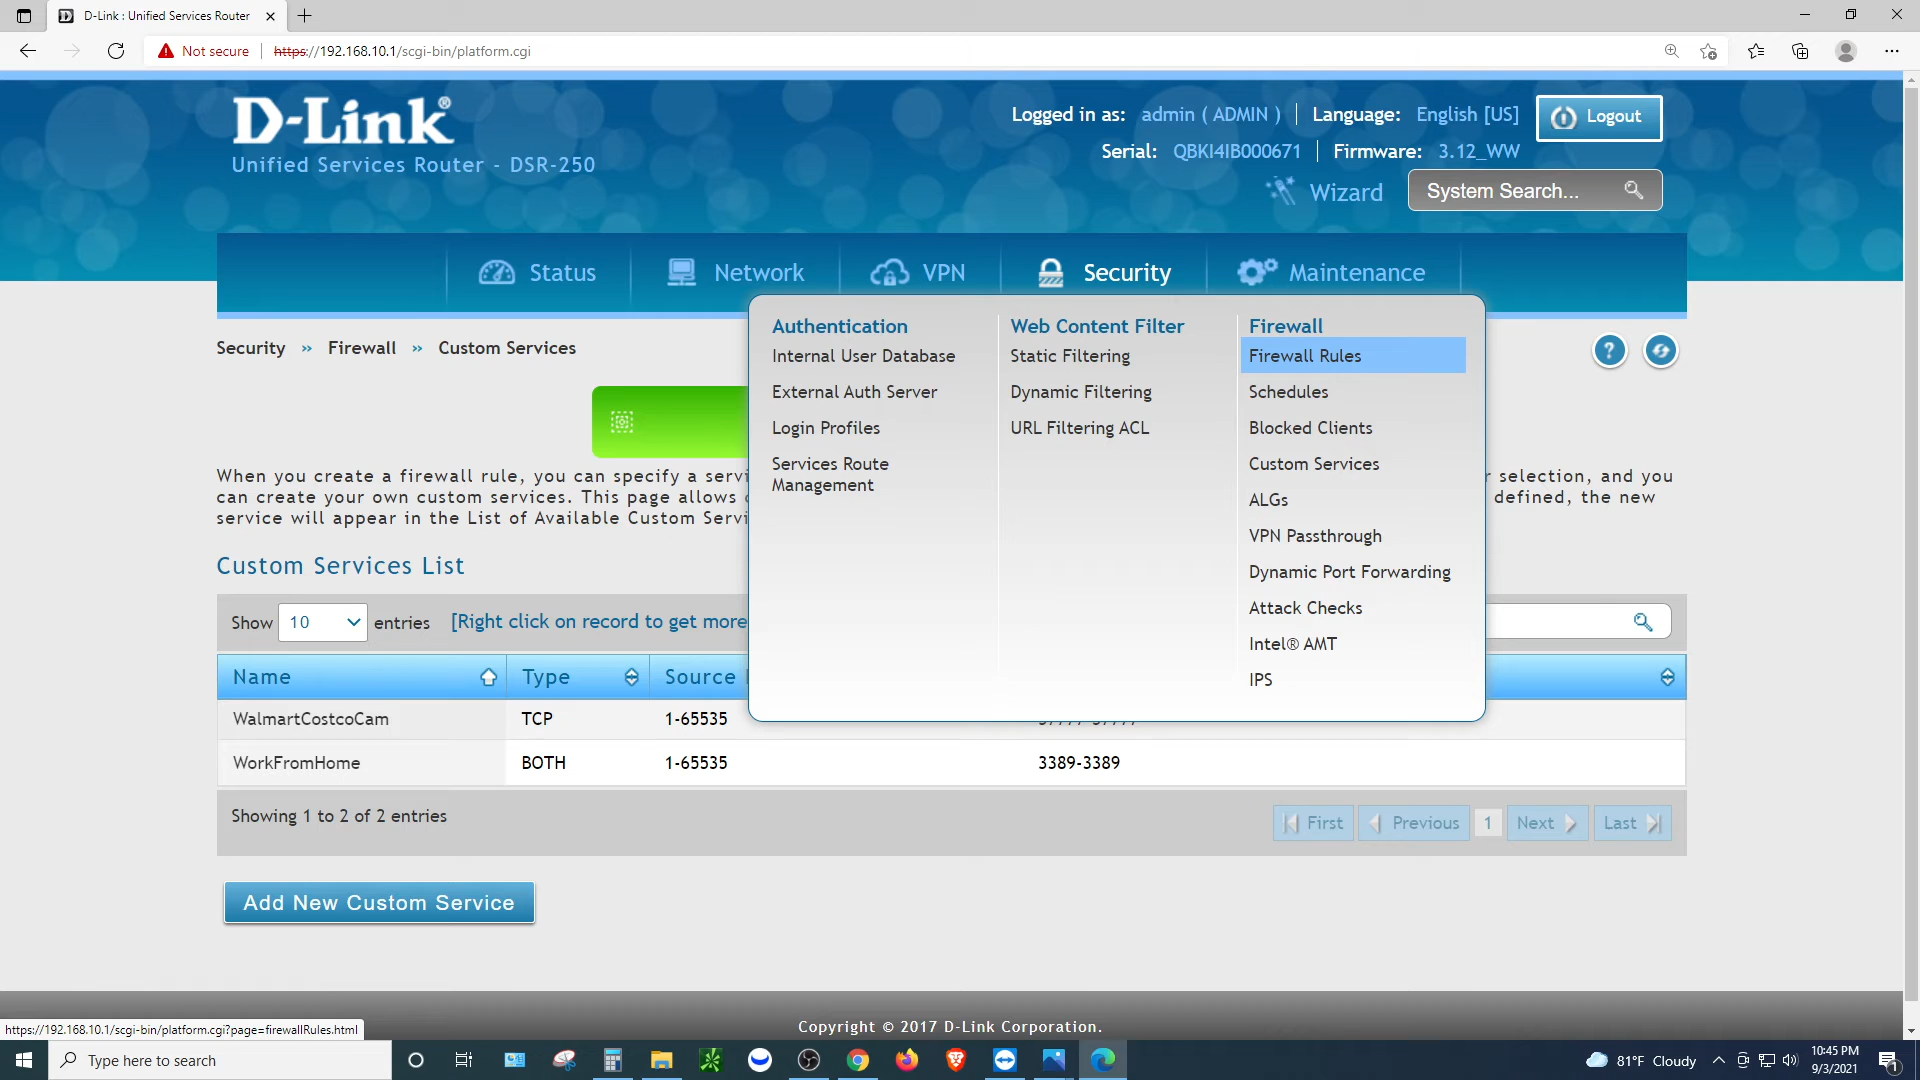 D-Link : Unified Services Router
Not secure
https://192.168.10.1/scgi-bin/platform.cgi
D-Link®
Unified Services Router - DSR-250
Logged in as: admin ( ADMIN ) | Language: English [US]
Logout
Serial: QBKI4IB000671 | Firmware: 3.12_WW
Wizard
System Search...
Status
Network
VPN
Security
Maintenance
Security » Firewall » Custom Services
Authentication
Internal User Database
External Auth Server
Login Profiles
Services Route
Management
Web Content Filter
Static Filtering
Dynamic Filtering
URL Filtering ACL
Firewall
Firewall Rules
Schedules
Blocked Clients
Custom Services
ALGs
VPN Passthrough
Dynamic Port Forwarding
Attack Checks
Intel® AMT
IPS
When you create a firewall rule, you can specify a servi
selection, and you
can create your own custom services. This page allows
defined, the new
service will appear in the List of Available Custom Servi
Custom Services List
Show 10 entries [Right click on record to get more
Name Type Source
WalmartCostcoCam TCP 1-65535
WorkFromHome BOTH 1-65535 3389-3389
Showing 1 to 2 of 2 entries
First Previous 1 Next Last
Add New Custom Service
Copyright © 2017 D-Link Corporation.
https://192.168.10.1/scgi-bin/platform.cgi?page=firewallRules.html
Type here to search
81°F Cloudy
10:45 PM
9/3/2021
1